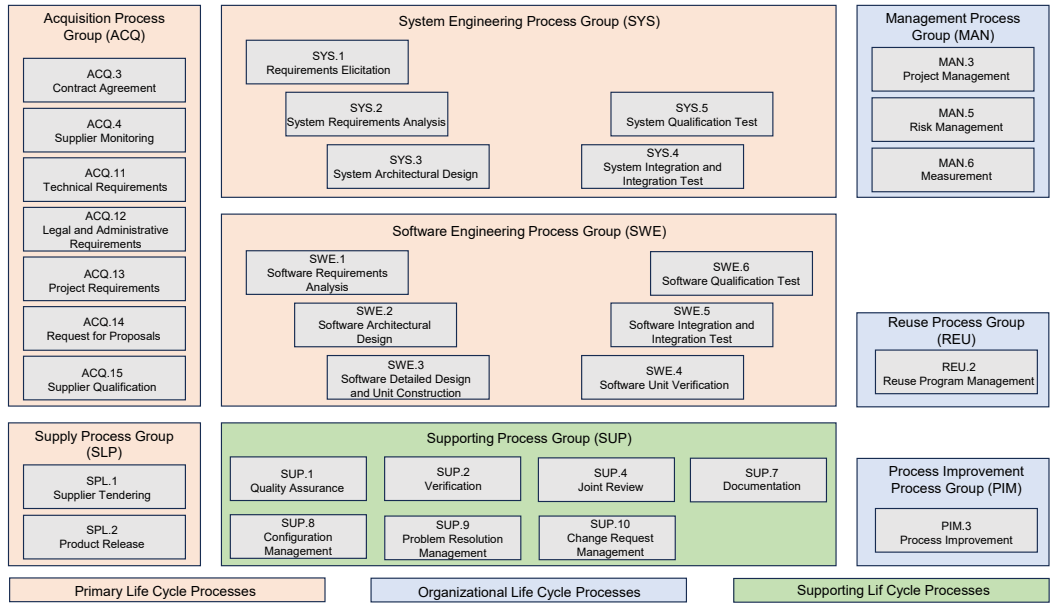 Acquisition Process
Group (ACQ)
ACQ.3
Contract Agreement
ACQ.4
Supplier Monitoring
ACQ.11
Technical Requirements
ACQ.12
Legal and Administrative
Requirements
ACQ.13
Project Requirements
ACQ.14
Request for Proposals
ACQ.15
Supplier Qualification
System Engineering Process Group (SYS)
SYS.1
Requirements Elicitation
SYS.2
System Requirements Analysis
SYS.3
System Architectural Design
SYS.5
System Qualification Test
SYS.4
System Integration and
Integration Test
Management Process
Group (MAN)
MAN.3
Project Management
MAN.5
Risk Management
MAN.6
Measurement
Software Engineering Process Group (SWE)
SWE.1
Software Requirements
Analysis
SWE.2
Software Architectural
Design
SWE.3
Software Detailed Design
and Unit Construction
SWE.6
Software Qualification Test
SWE.5
Software Integration and
Integration Test
SWE.4
Software Unit Verification
Reuse Process Group
(REU)
REU.2
Reuse Program Management
Supply Process Group
(SLP)
SPL.1
Supplier Tendering
SPL.2
Product Release
Supporting Process Group (SUP)
SUP.1
Quality Assurance
SUP.2
Verification
SUP.4
Joint Review
SUP.7
Documentation
SUP.8
Configuration
Management
SUP.9
Problem Resolution
Management
SUP.10
Change Request
Management
Process Improvement
Process Group (PIM)
PIM.3
Process Improvement
Primary Life Cycle Processes
Organizational Life Cycle Processes
Supporting Lif Cycle Processes